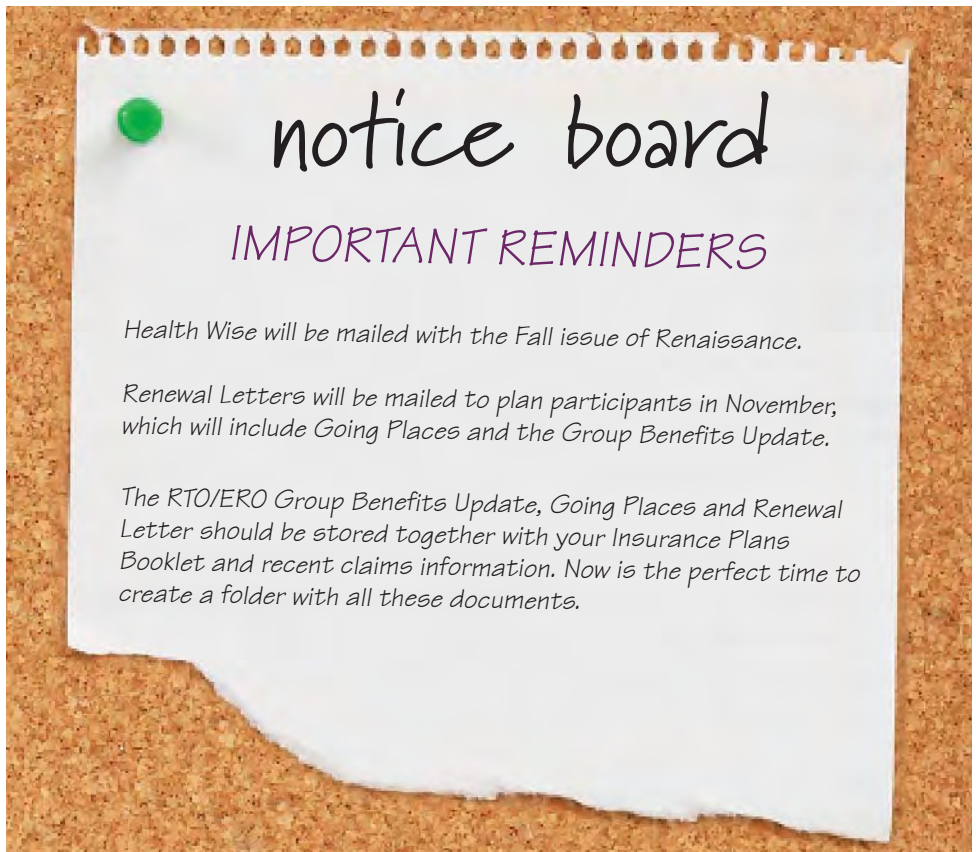 notice board
IMPORTANT REMINDERS
Health Wise will be mailed with the Fall issue of Renaissance.
Renewal Letters will be mailed to plan participants in November,
which will include Going Places and the Group Benefits Update.
The RTO/ERO Group Benefits Update, Going Places and Renewal
Letter should be stored together with your Insurance Plans
Booklet and recent claims information. Now is the perfect time to
create a folder with all these documents.